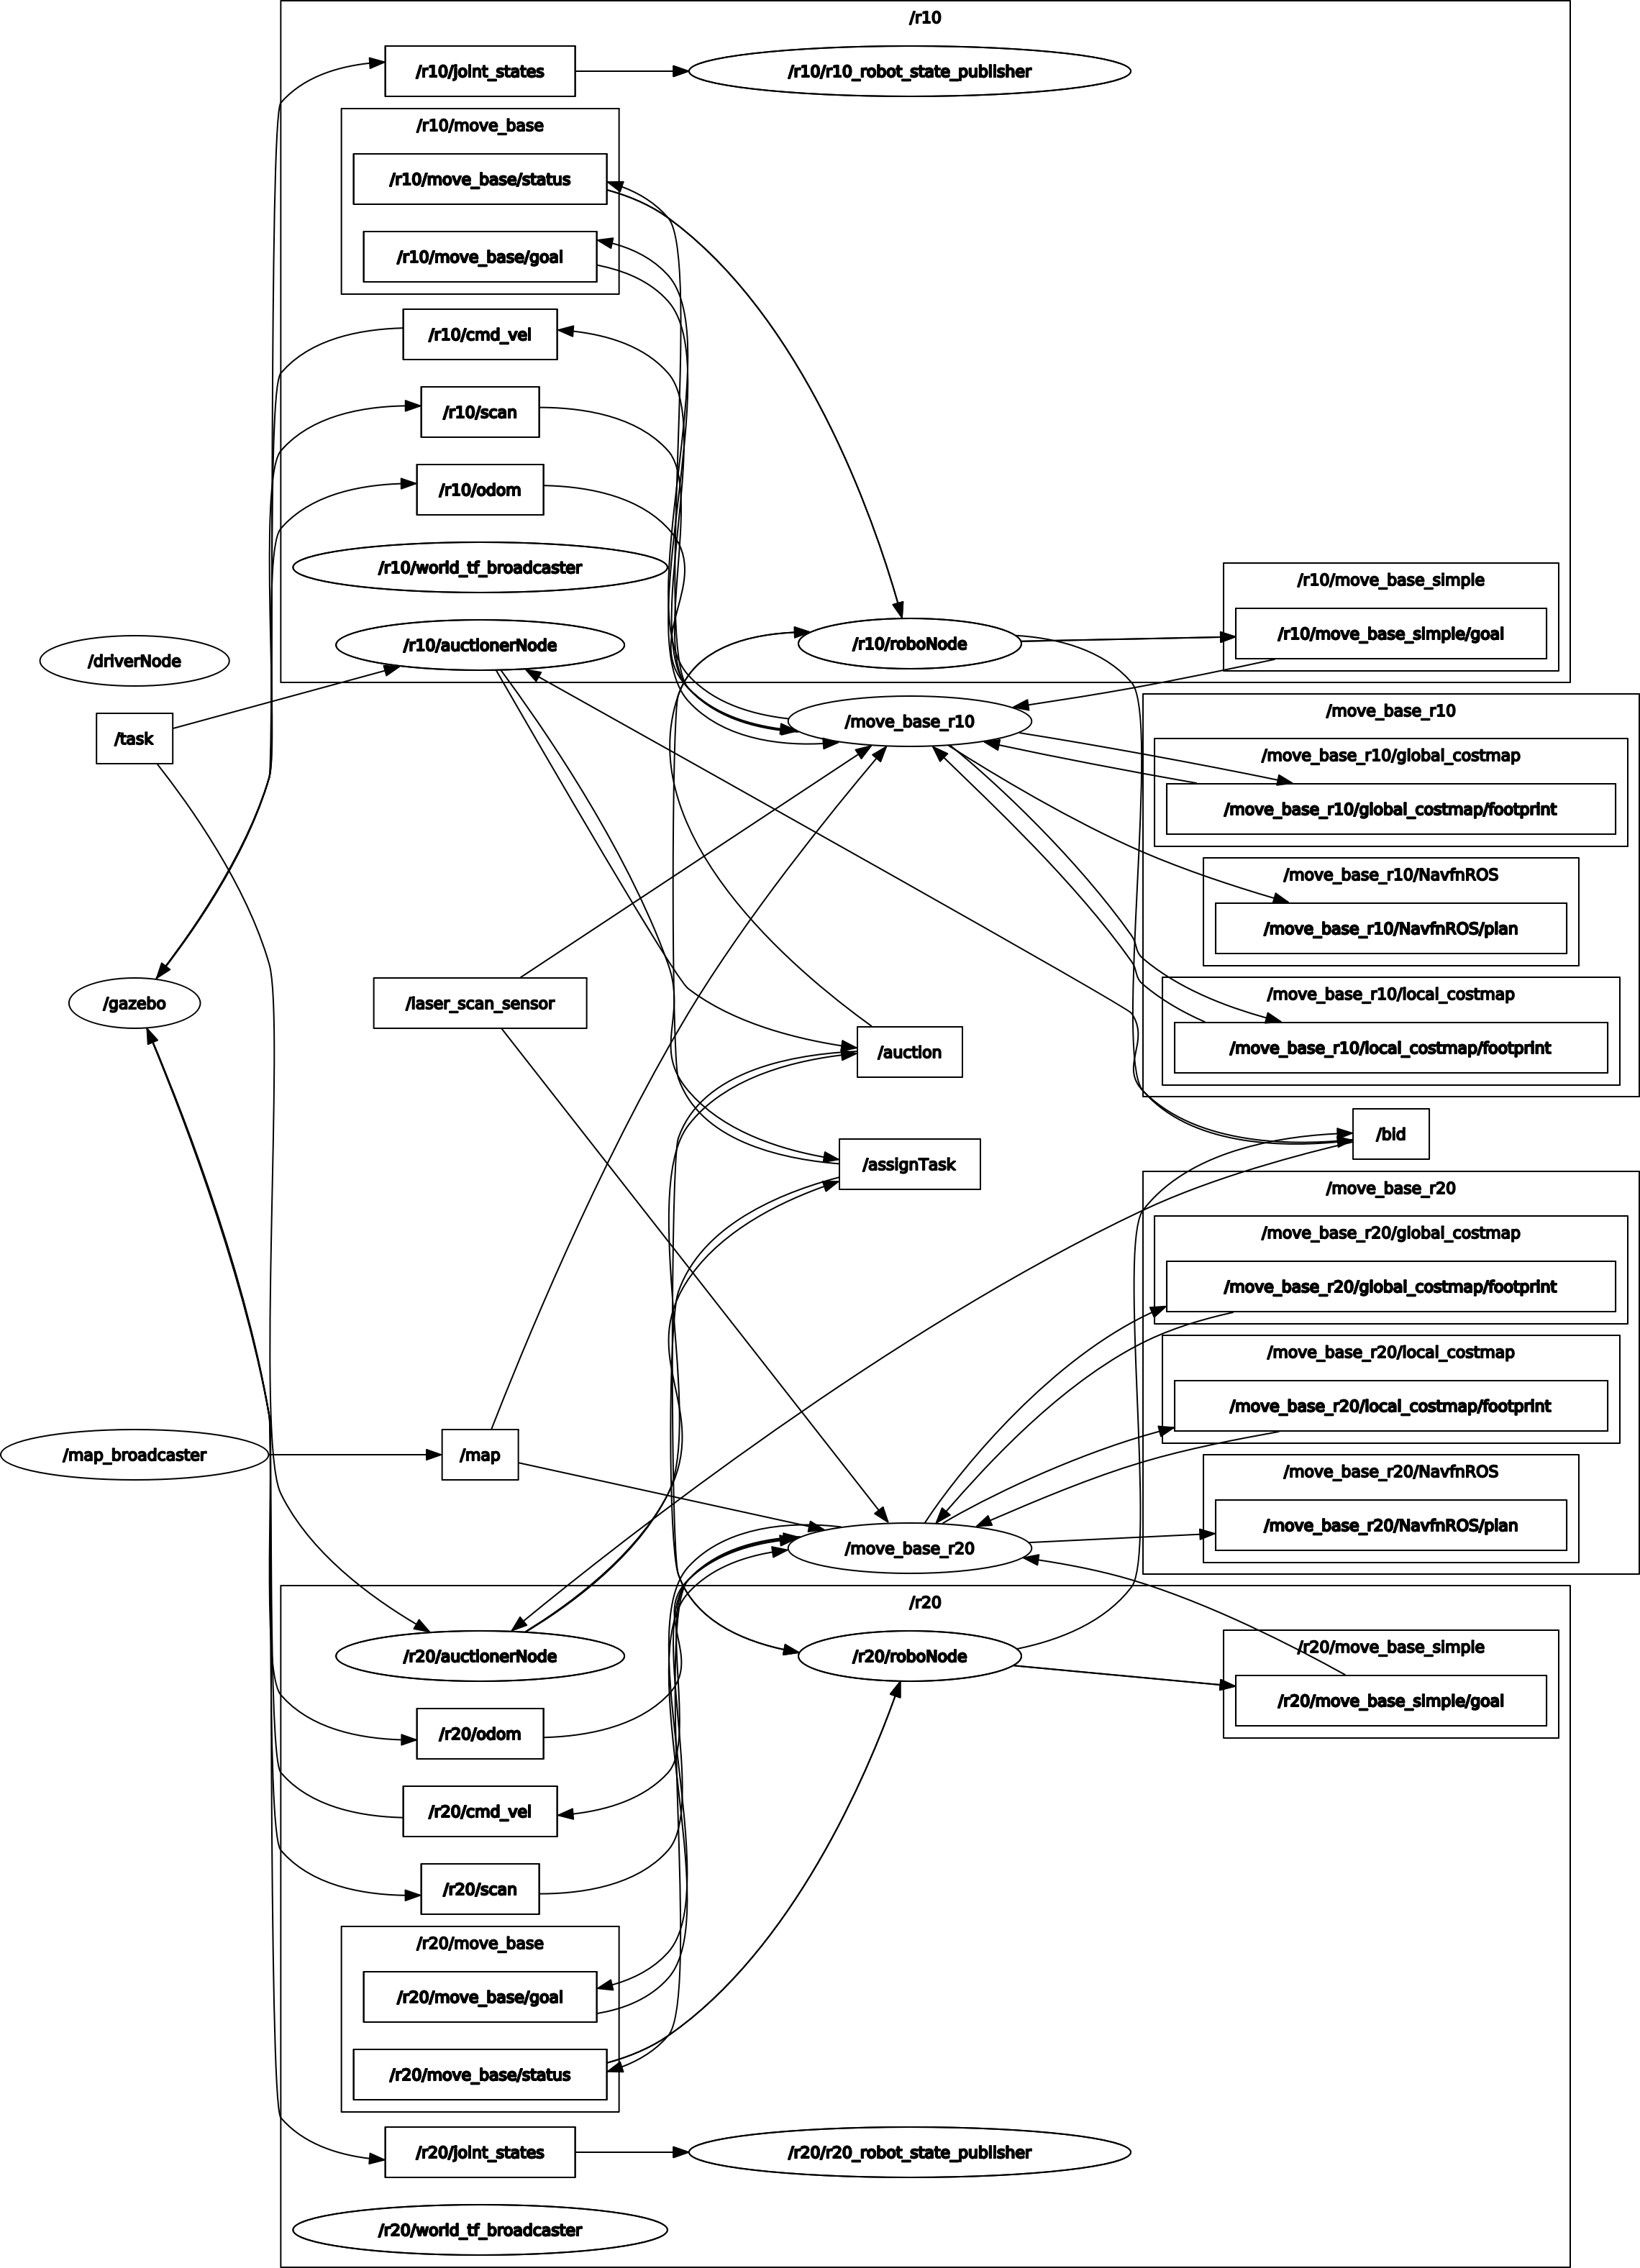 /r10
/r10/joint_states
/r10/r10_robot_state_publisher
/r10/move_base
/r10/move_base/status
/r10/move_base/goal
/r10/cmd_vel
/r10/scan
/r10/odom
/r10/world_tf_broadcaster
/r10/move_base_simple
/r10/move_base_simple/goal
/r10/auctionerNode
/r10/roboNode
/driverNode
/task
/move_base_r10
/move_base_r10
/move_base_r10/global_costmap
/move_base_r10/global_costmap/footprint
/move_base_r10/NavfnROS
/move_base_r10/NavfnROS/plan
/move_base_r10/local_costmap
/move_base_r10/local_costmap/footprint
/gazebo
/laser_scan_sensor
/auction
/bid
/assignTask
/move_base_r20
/move_base_r20/global_costmap
/move_base_r20/global_costmap/footprint
/move_base_r20/local_costmap
/move_base_r20/local_costmap/footprint
/map_broadcaster
/map
/move_base_r20/NavfnROS
/move_base_r20/NavfnROS/plan
/move_base_r20
/r20
/r20/auctionerNode
/r20/roboNode
/r20/move_base_simple
/r20/move_base_simple/goal
/r20/odom
/r20/cmd_vel
/r20/scan
/r20/move_base
/r20/move_base/goal
/r20/move_base/status
/r20/joint_states
/r20/r20_robot_state_publisher
/r20/world_tf_broadcaster